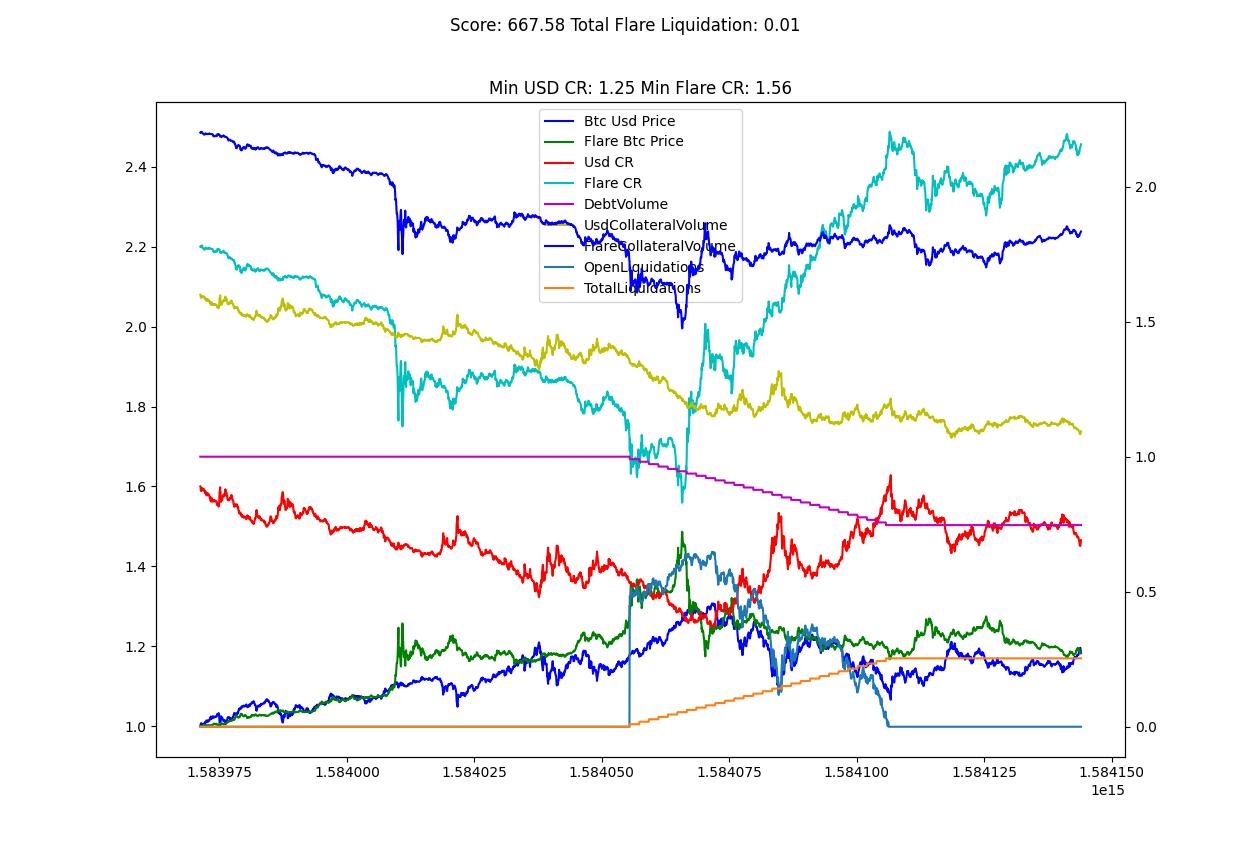 Score: 667.58 Total Flare Liquidation: 0.01
Min USD CR: 1.25 Min Flare CR: 1.56
Btc Usd Price
Flare Btc Price
Usd CR
Flare CR
DebtVolume
UsdCollateralVolume
FlareCollateralVolume
OpenLiquidations
TotalLiquidations
2.4
2.2
2.0
1.8
1.6
1.4
1.2
1.0
2.0
1.5
1.0
0.5
0.0
1.583975 1.584000 1.584025 1.584050 1.584075 1.584100 1.584125 1.584150
1e15